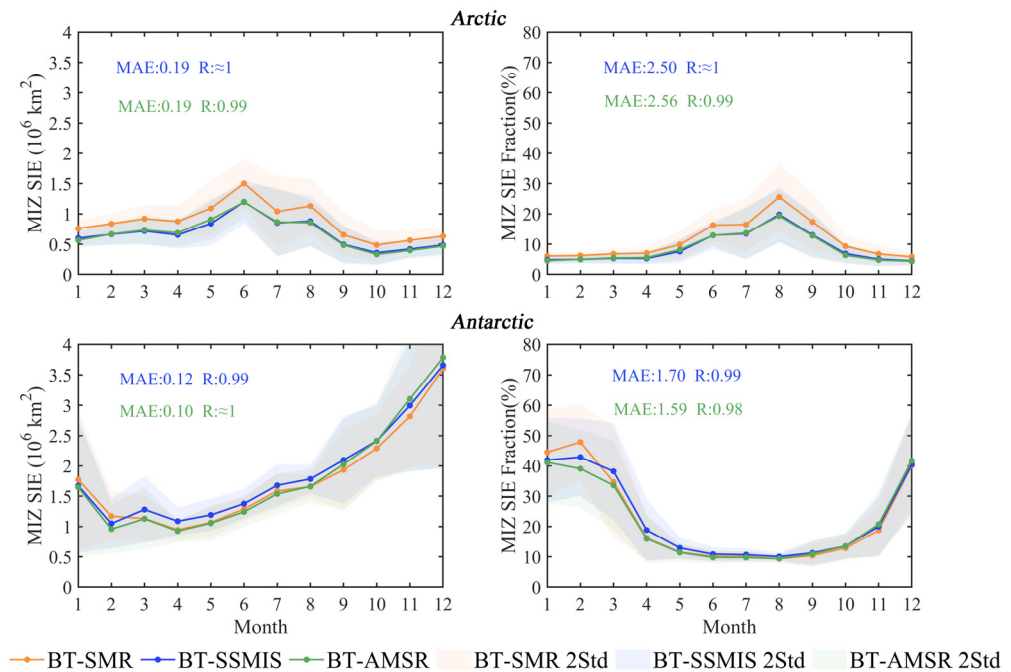 Arctic
MIZ SIE (10⁶ km²)
4
3.5
3
2.5
2
1.5
1
0.5
0
MAE:0.19 R:≈1
MAE:0.19 R:0.99
1 2 3 4 5 6 7 8 9 10 11 12
MIZ SIE Fraction(%)
80
70
60
50
40
30
20
10
0
MAE:2.50 R:≈1
MAE:2.56 R:0.99
1 2 3 4 5 6 7 8 9 10 11 12
Antarctic
MIZ SIE (10⁶ km²)
4
3.5
3
2.5
2
1.5
1
0.5
0
MAE:0.12 R:0.99
MAE:0.10 R:≈1
1 2 3 4 5 6 7 8 9 10 11 12
Month
MIZ SIE Fraction(%)
80
70
60
50
40
30
20
10
0
MAE:1.70 R:0.99
MAE:1.59 R:0.98
1 2 3 4 5 6 7 8 9 10 11 12
Month
BT-SMR BT-SSMIS BT-AMSR BT-SMR 2Std BT-SSMIS 2Std BT-AMSR 2Std